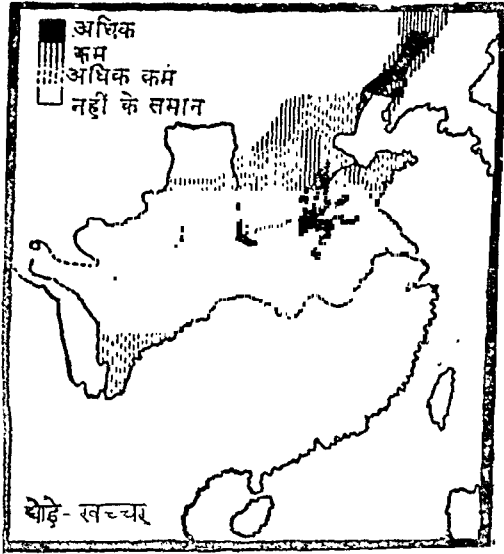 अधिक
कम
अधिक कम
नहीं के समान
घोड़े-खच्चर